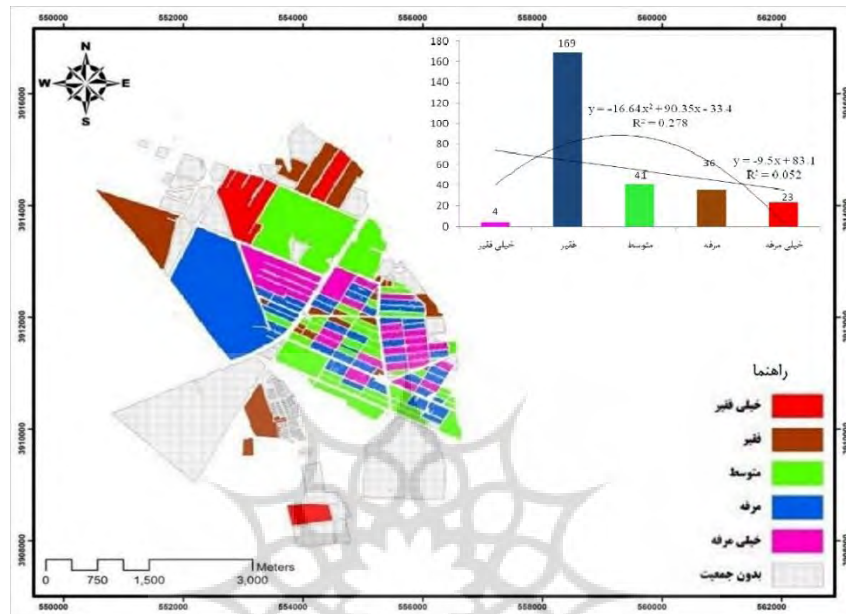 550000 552000 554000 556000 558000 560000 562000
N
W E
S
3916000
3914000
3912000
3910000
3908000
180
160
140
120
100
80
60
40
20
0
169
y = -16.64x² + 90.35x - 33.4
R² = 0.278
y = -9.5x + 83.1
R² = 0.052
4
41
36
23
خیلی فقیر فقیر متوسط مرفه خیلی مرفه
راهنما
خیلی فقیر
فقیر
متوسط
مرفه
خیلی مرفه
بدون جمعیت
Meters
0 750 1,500 3,000
550000 552000 554000 556000 558000 560000 562000